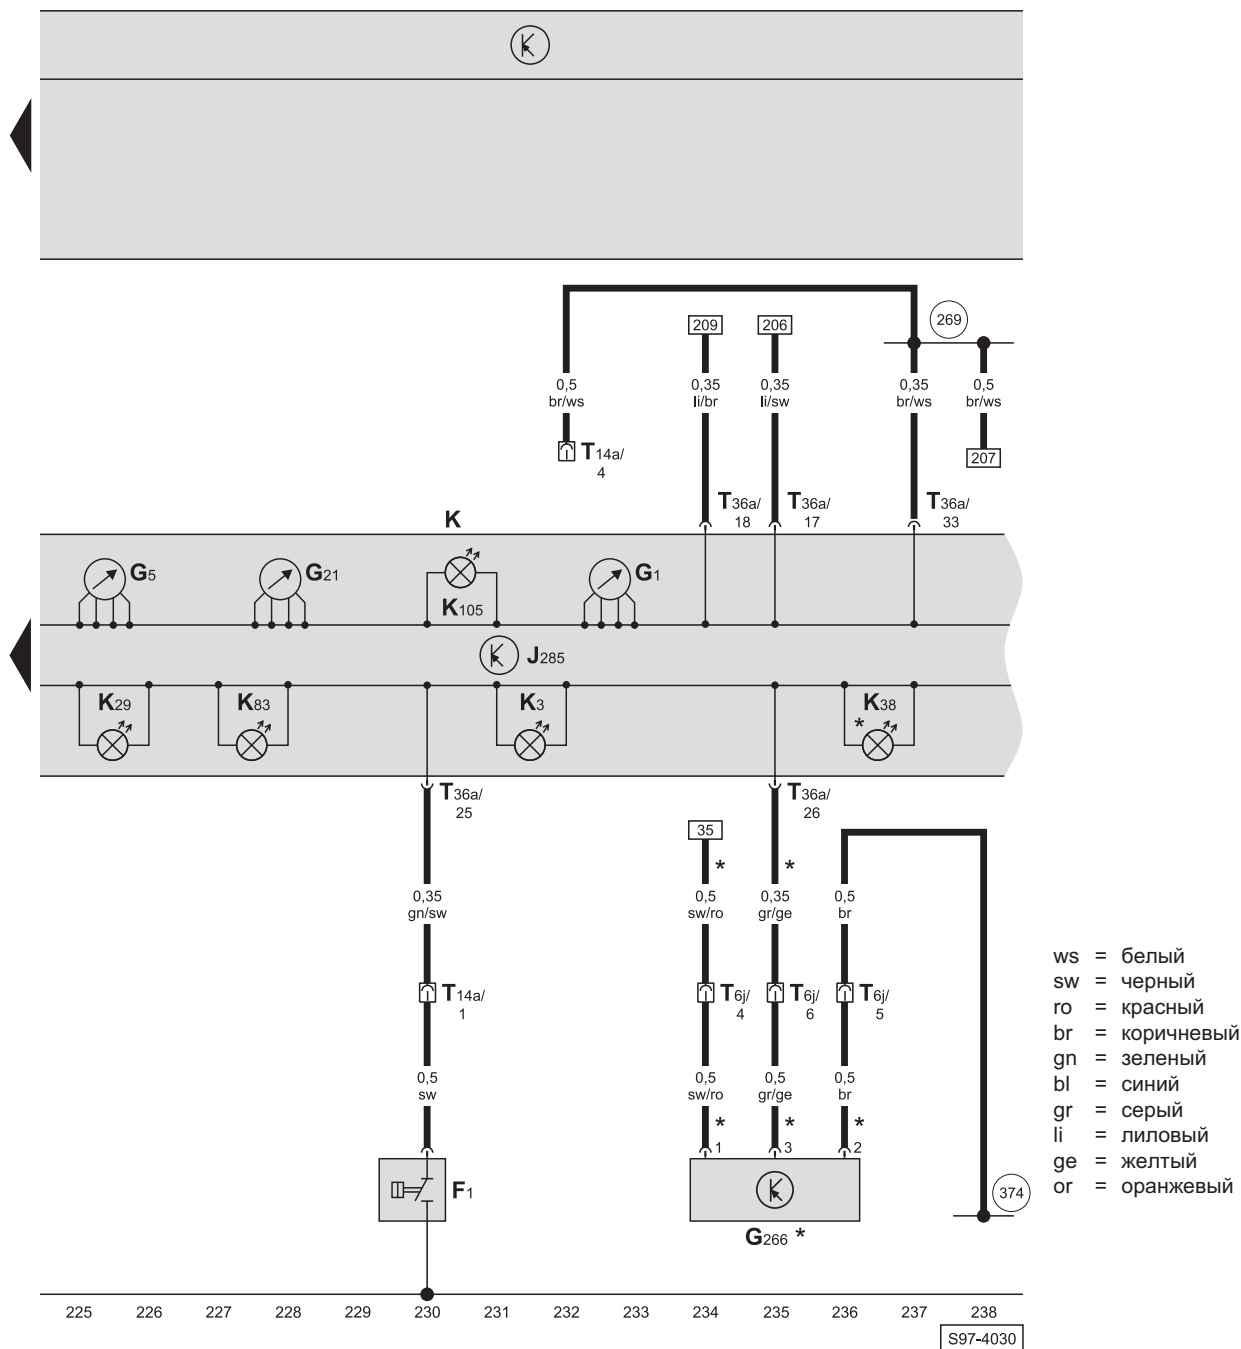 269
209 206
0,5 0,35 0,35 0,35 0,5
br/ws li/br li/sw br/ws br/ws
T14a/
4
207
T36a/ T36a/ T36a/
18 17 33
K
G5 G21 G1
K105
J285
K29 K83 K3 K38
*
T36a/ T36a/
25 26
35
* *
0,35 0,5 0,35 0,5
gn/sw sw/ro gr/ge br
T14a/ T6j/ T6j/ T6j/
1 4 6 5
0,5 0,5 0,5 0,5
sw sw/ro gr/ge br
* * *
1 3 2
F1
374
G266 *
225 226 227 228 229 230 231 232 233 234 235 236 237 238
S97-4030
ws = белый
sw = черный
ro = красный
br = коричневый
gn = зеленый
bl = синий
gr = серый
li = лиловый
ge = желтый
or = оранжевый